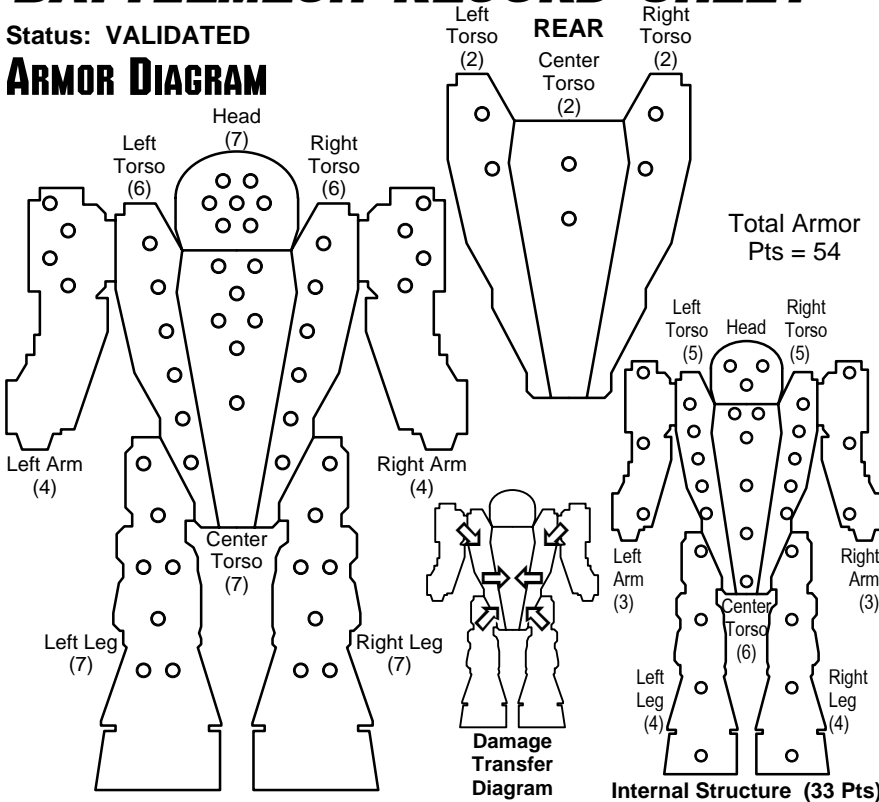 BATTLEMECH RECORD SHEET
Status: VALIDATED
ARMOR DIAGRAM
Head
(7)
Left
Torso
(6)
Right
Torso
(6)
Left Arm
(4)
Right Arm
(4)
Center
Torso
(7)
Left Leg
(7)
Right Leg
(7)
Left
Torso
(2)
REAR
Center
Torso
(2)
Right
Torso
(2)
Total Armor
Pts = 54
Left
Torso
(5)
Head
Right
Torso
(5)
Left
Arm
(3)
Right
Arm
(3)
Center
Torso
(6)
Left
Leg
(4)
Right
Leg
(4)
Damage
Transfer
Diagram
Internal Structure (33 Pts)